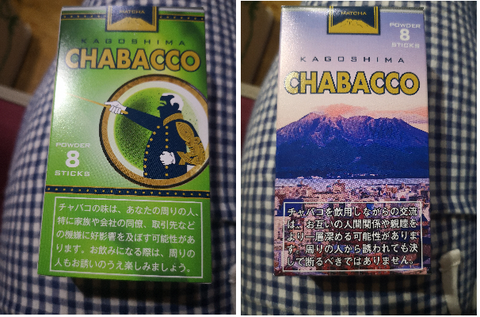 MATCHA
KAGOSHIMA
CHABACCO
POWDER
8
STICKS
チャバコの味は、あなたの周りの人、
特に家族や会社の同僚、取引先など
の機嫌に好影響を及ぼす可能性があ
ります。お飲みになる際は、周りの
人もお誘いのうえ楽しみましょう。
MATCHA
POWDER
8
STICKS
KAGOSHIMA
CHABACCO
チャバコを飲用しながらの交流
は、お互いの人間関係や親睦を
より一層深める可能性がありま
す。周りの人から誘われても決
して断るべきではありません。